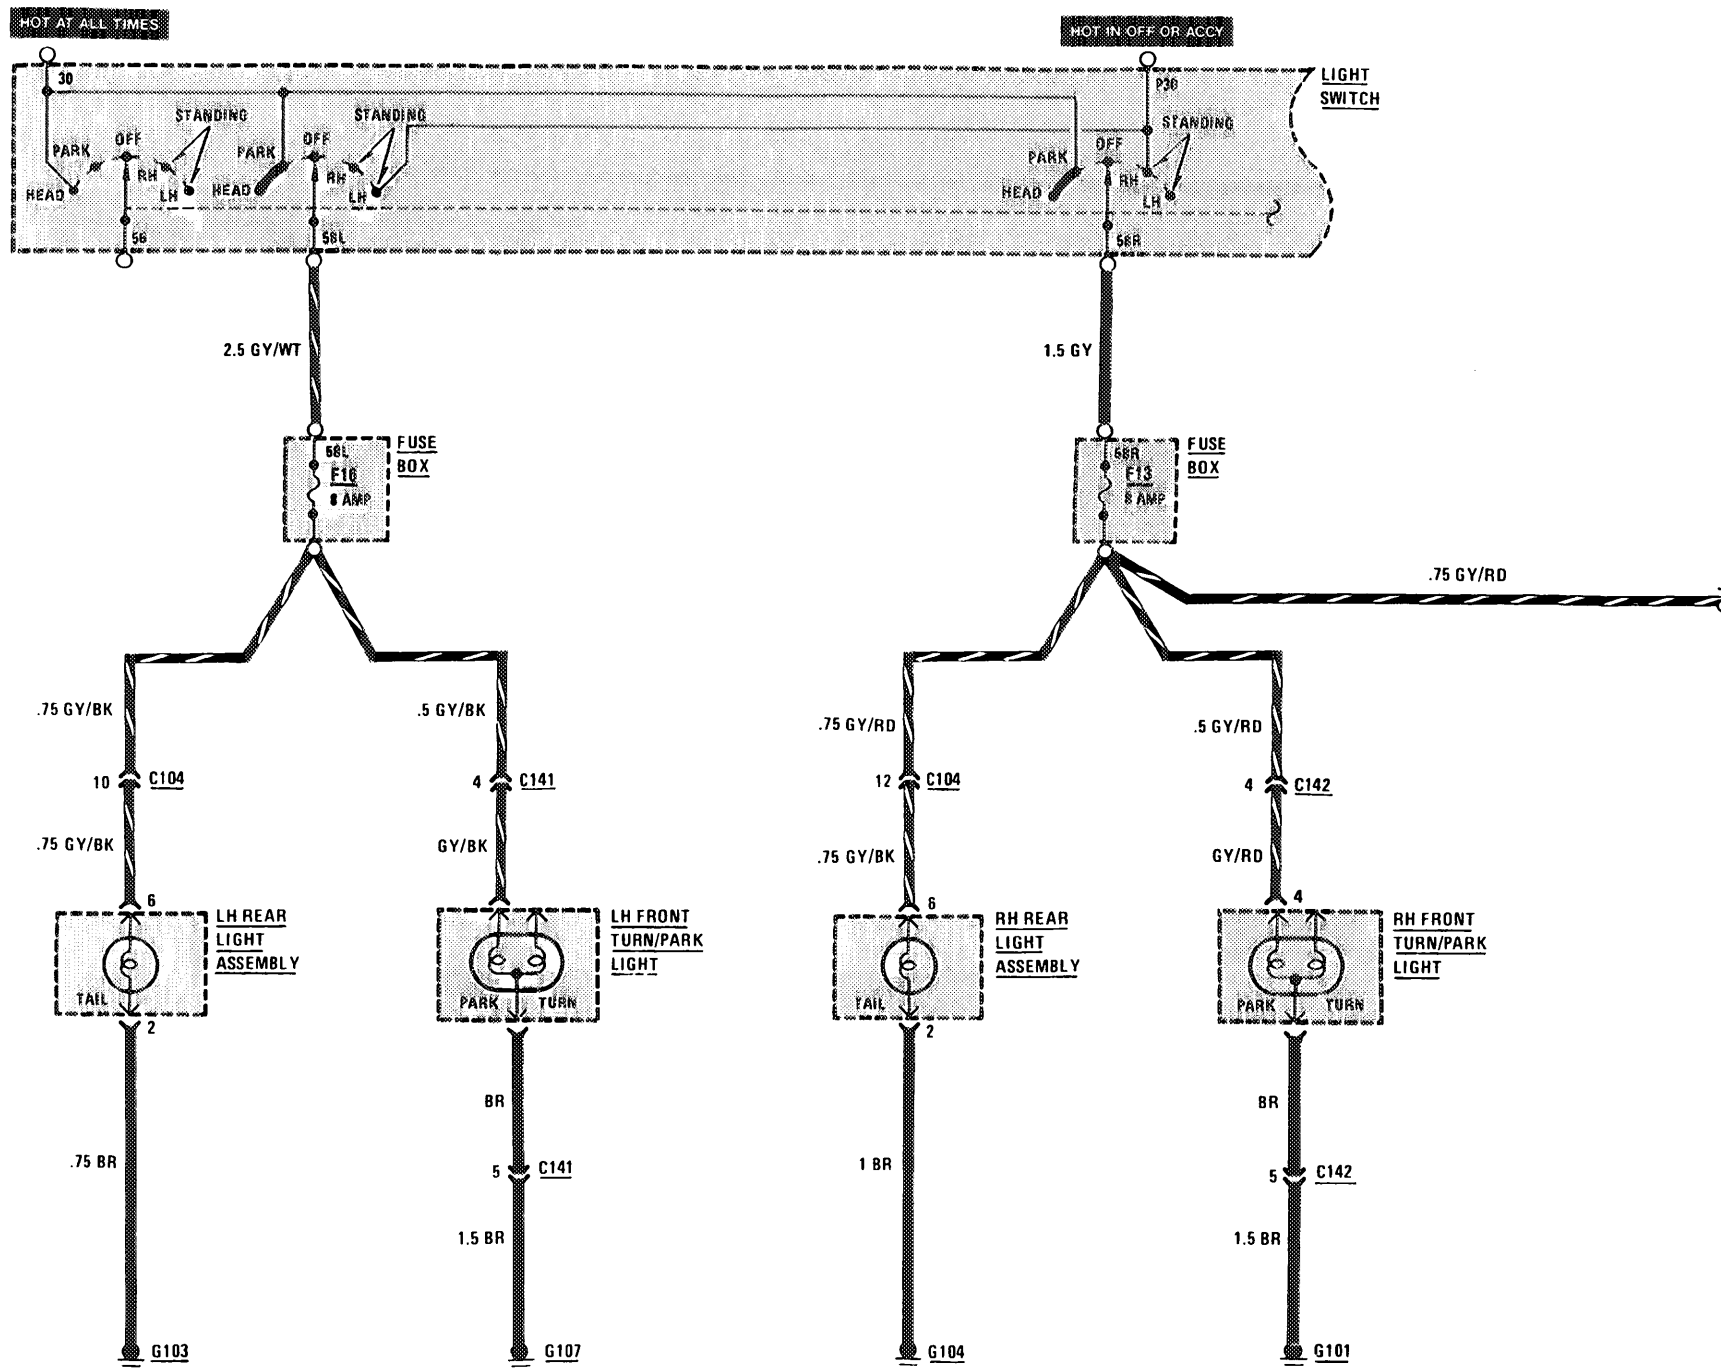 HOT AT ALL TIMES
HOT IN OFF OR ACCY
30
P30
LIGHT
SWITCH
STANDING
STANDING
STANDING
PARK
OFF
PARK
OFF
PARK
OFF
HEAD
RH
LH
HEAD
RH
LH
HEAD
RH
LH
56
58L
58R
2.5 GY/WT
1.5 GY
58L
F16
8 AMP
FUSE
BOX
58R
F13
8 AMP
FUSE
BOX
.75 GY/RD
.75 GY/BK
.5 GY/BK
.75 GY/RD
.5 GY/RD
10 C104
4 C141
12 C104
4 C142
.75 GY/BK
GY/BK
.75 GY/BK
GY/RD
6
6
4
LH REAR
LIGHT
ASSEMBLY
LH FRONT
TURN/PARK
LIGHT
RH REAR
LIGHT
ASSEMBLY
RH FRONT
TURN/PARK
LIGHT
TAIL
PARK
TURN
TAIL
PARK
TURN
2
2
BR
BR
.75 BR
5 C141
1 BR
5 C142
1.5 BR
1.5 BR
G103
G107
G104
G101